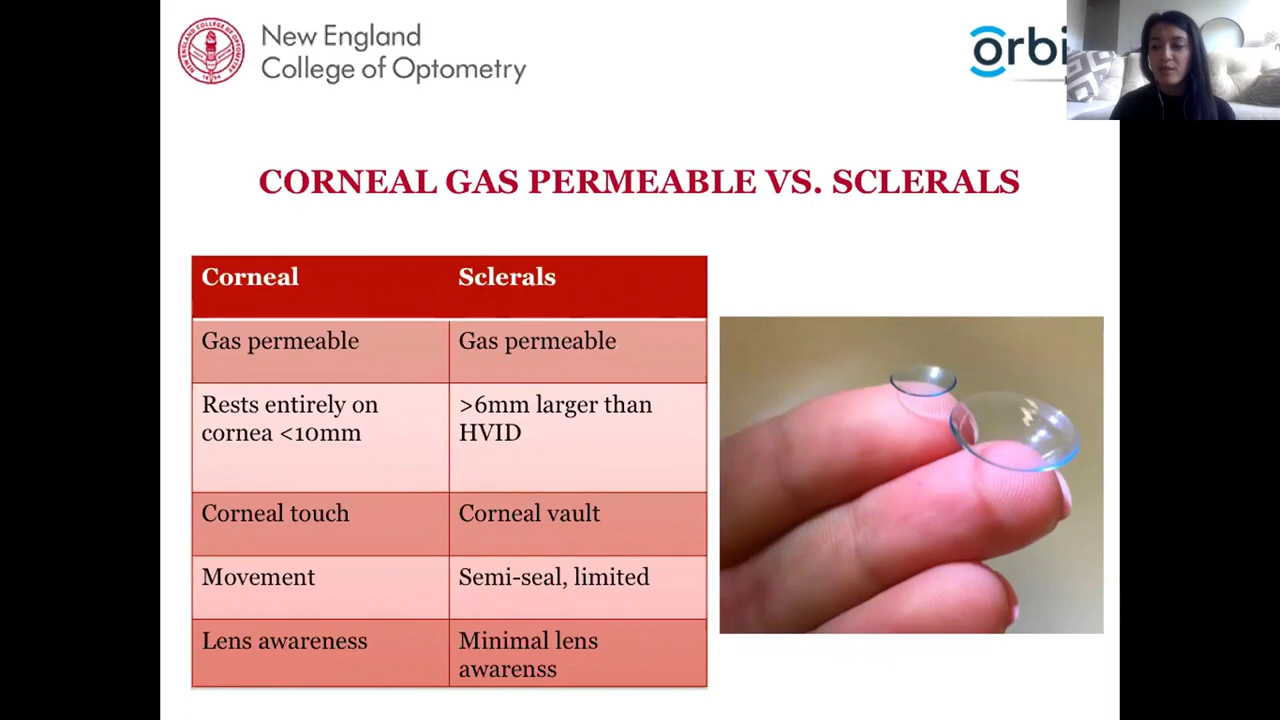 New England
College of Optometry
orbi
CORNEAL GAS PERMEABLE VS. SCLERALS
Corneal Sclerals
Gas permeable Gas permeable
Rests entirely on >6mm larger than
cornea <10mm HVID
Corneal touch Corneal vault
Movement Semi-seal, limited
Lens awareness Minimal lens
awarenss